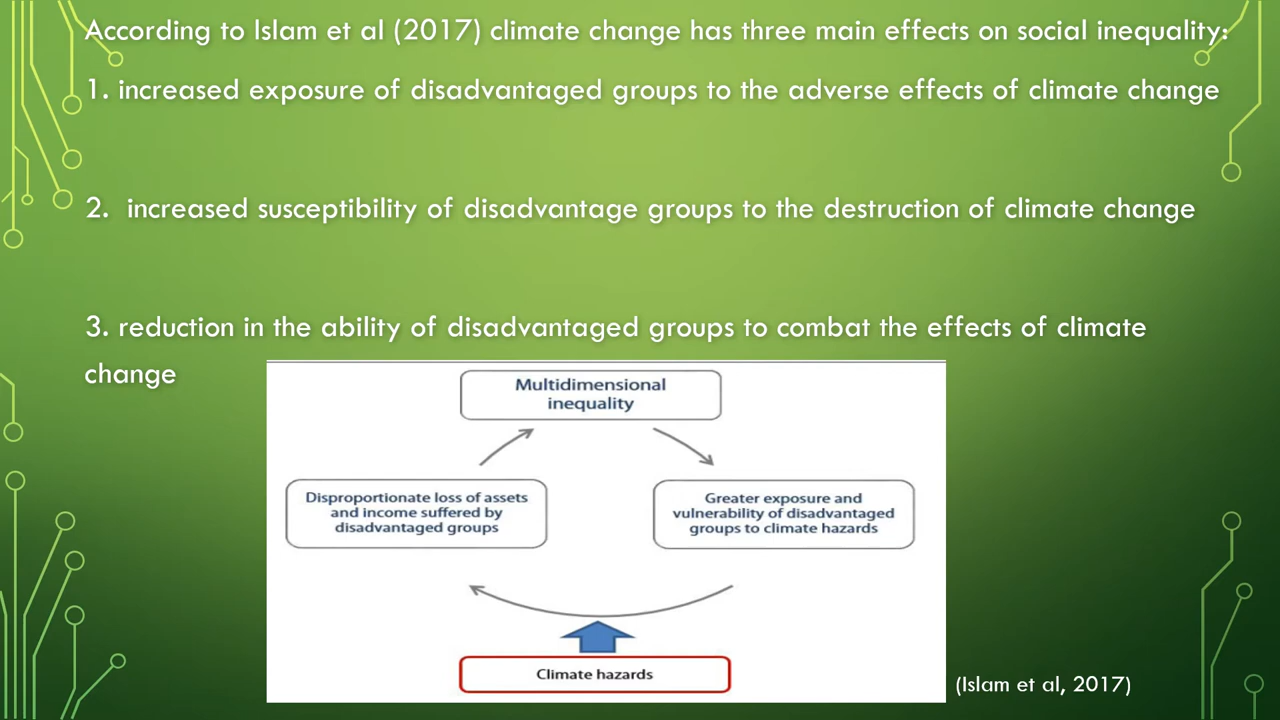 According to Islam et al (2017) climate change has three main effects on social inequality:
1. increased exposure of disadvantaged groups to the adverse effects of climate change
2. increased susceptibility of disadvantage groups to the destruction of climate change
3. reduction in the ability of disadvantaged groups to combat the effects of climate
change
Multidimensional
inequality
Disproportionate loss of assets
and income suffered by
disadvantaged groups
Greater exposure and
vulnerability of disadvantaged
groups to climate hazards
Climate hazards
(Islam et al, 2017)